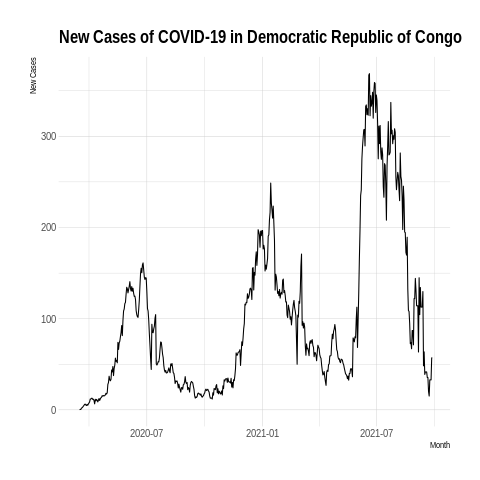 New Cases of COVID-19 in Democratic Republic of Congo
New Cases
300
200
100
0
2020-07 2021-01 2021-07
Month